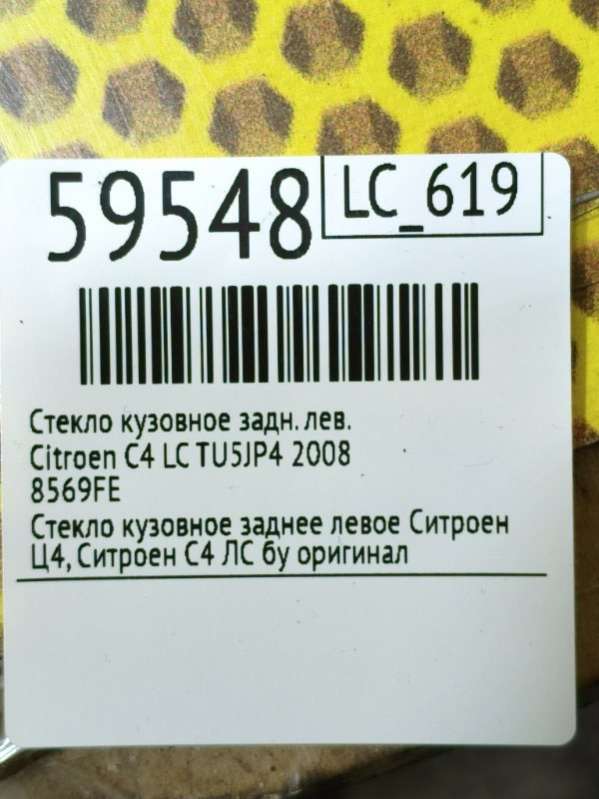 59548
LC_619
Стекло кузовное задн. лев.
Citroen C4 LC TU5JP4 2008
8569FE
Стекло кузовное заднее левое Ситроен
Ц4, Ситроен С4 ЛС бу оригинал